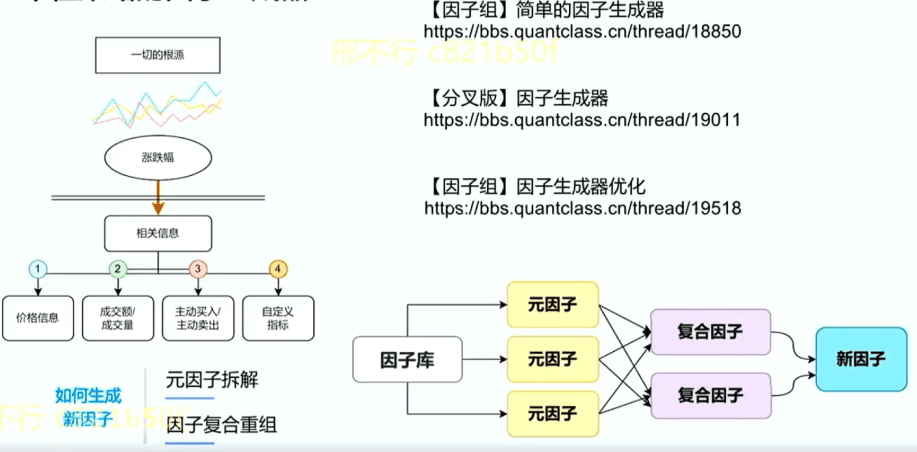 一切的根源
涨跌幅
相关信息
1
2
3
4
价格信息
成交额/
成交量
主动买入/
主动卖出
自定义
指标
如何生成
新因子
元因子拆解
因子复合重组
【因子组】简单的因子生成器
https://bbs.quantclass.cn/thread/18850
邢不行 c821b50f
【分叉版】因子生成器
https://bbs.quantclass.cn/thread/19011
【因子组】因子生成器优化
https://bbs.quantclass.cn/thread/19518
因子库
元因子
元因子
元因子
复合因子
复合因子
新因子
不行 c821b50f